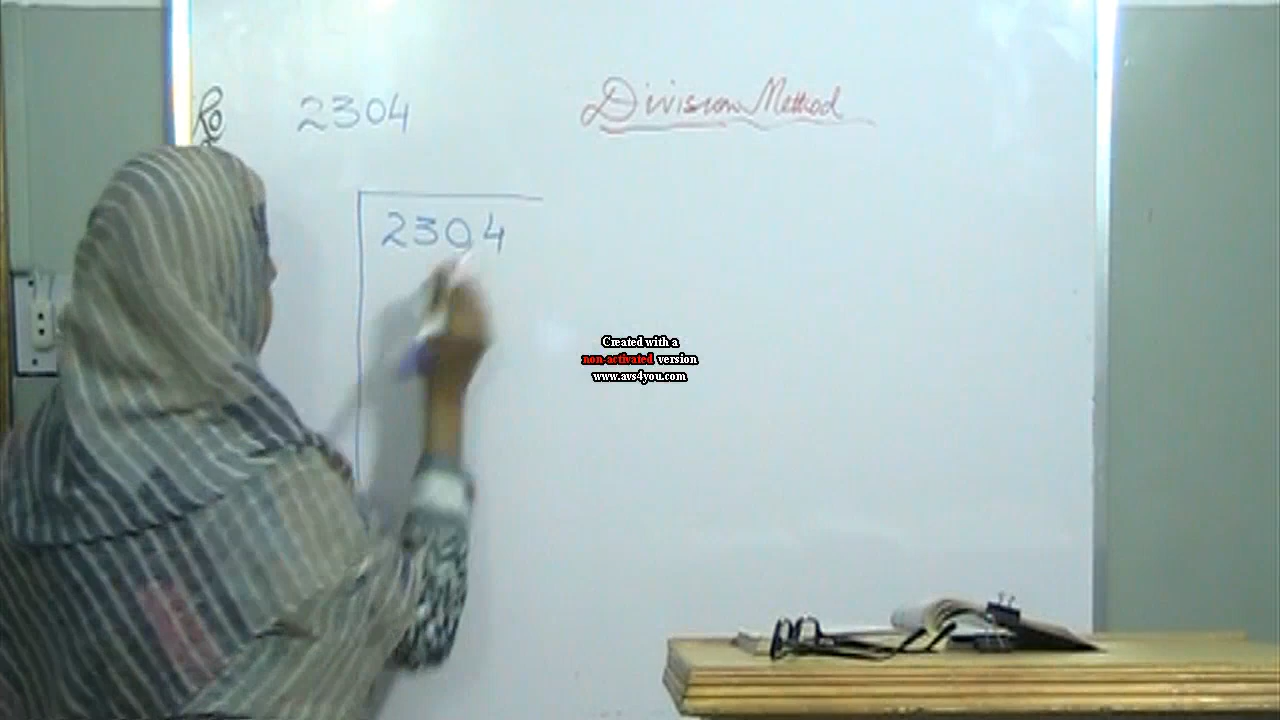 2304
Division Method
2304
Created with a
non-activated version
www.avs4you.com